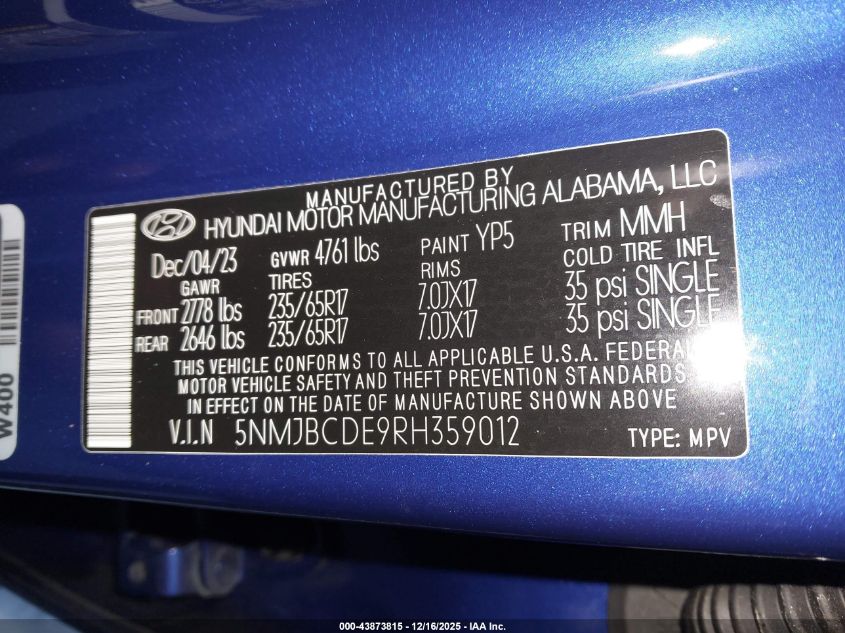 MANUFACTURED BY
HYUNDAI MOTOR MANUFACTURING ALABAMA, LLC
Dec/04/23 GVWR 4761 lbs PAINT YP5 TRIM MMH
GAWR TIRES RIMS COLD TIRE INFL
FRONT 2778 lbs 235/65R17 7.0JX17 35 psi SINGLE
REAR 2646 lbs 235/65R17 7.0JX17 35 psi SINGLE
THIS VEHICLE CONFORMS TO ALL APPLICABLE U.S.A. FEDERAL
MOTOR VEHICLE SAFETY AND THEFT PREVENTION STANDARDS
IN EFFECT ON THE DATE OF MANUFACTURE SHOWN ABOVE
V.I.N 5NMJBCDE9RH359012 TYPE: MPV
W400
000-43873815 - 12/16/2025 - IAA Inc.